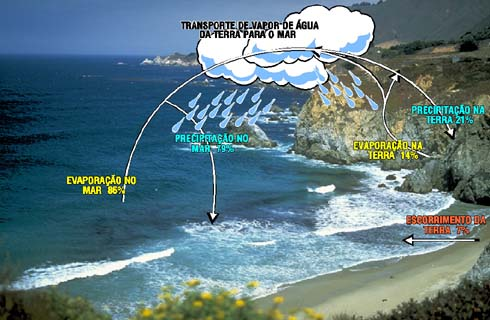 TRANSPORTE DE VAPOR DE ÁGUA
DA TERRA PARA O MAR
PRECIPITAÇÃO NA
TERRA 21%
PRECIPITAÇÃO NO
MAR 79%
EVAPORAÇÃO NA
TERRA 14%
EVAPORAÇÃO NO
MAR 86%
ESCORRIMENTO DA
TERRA 7%